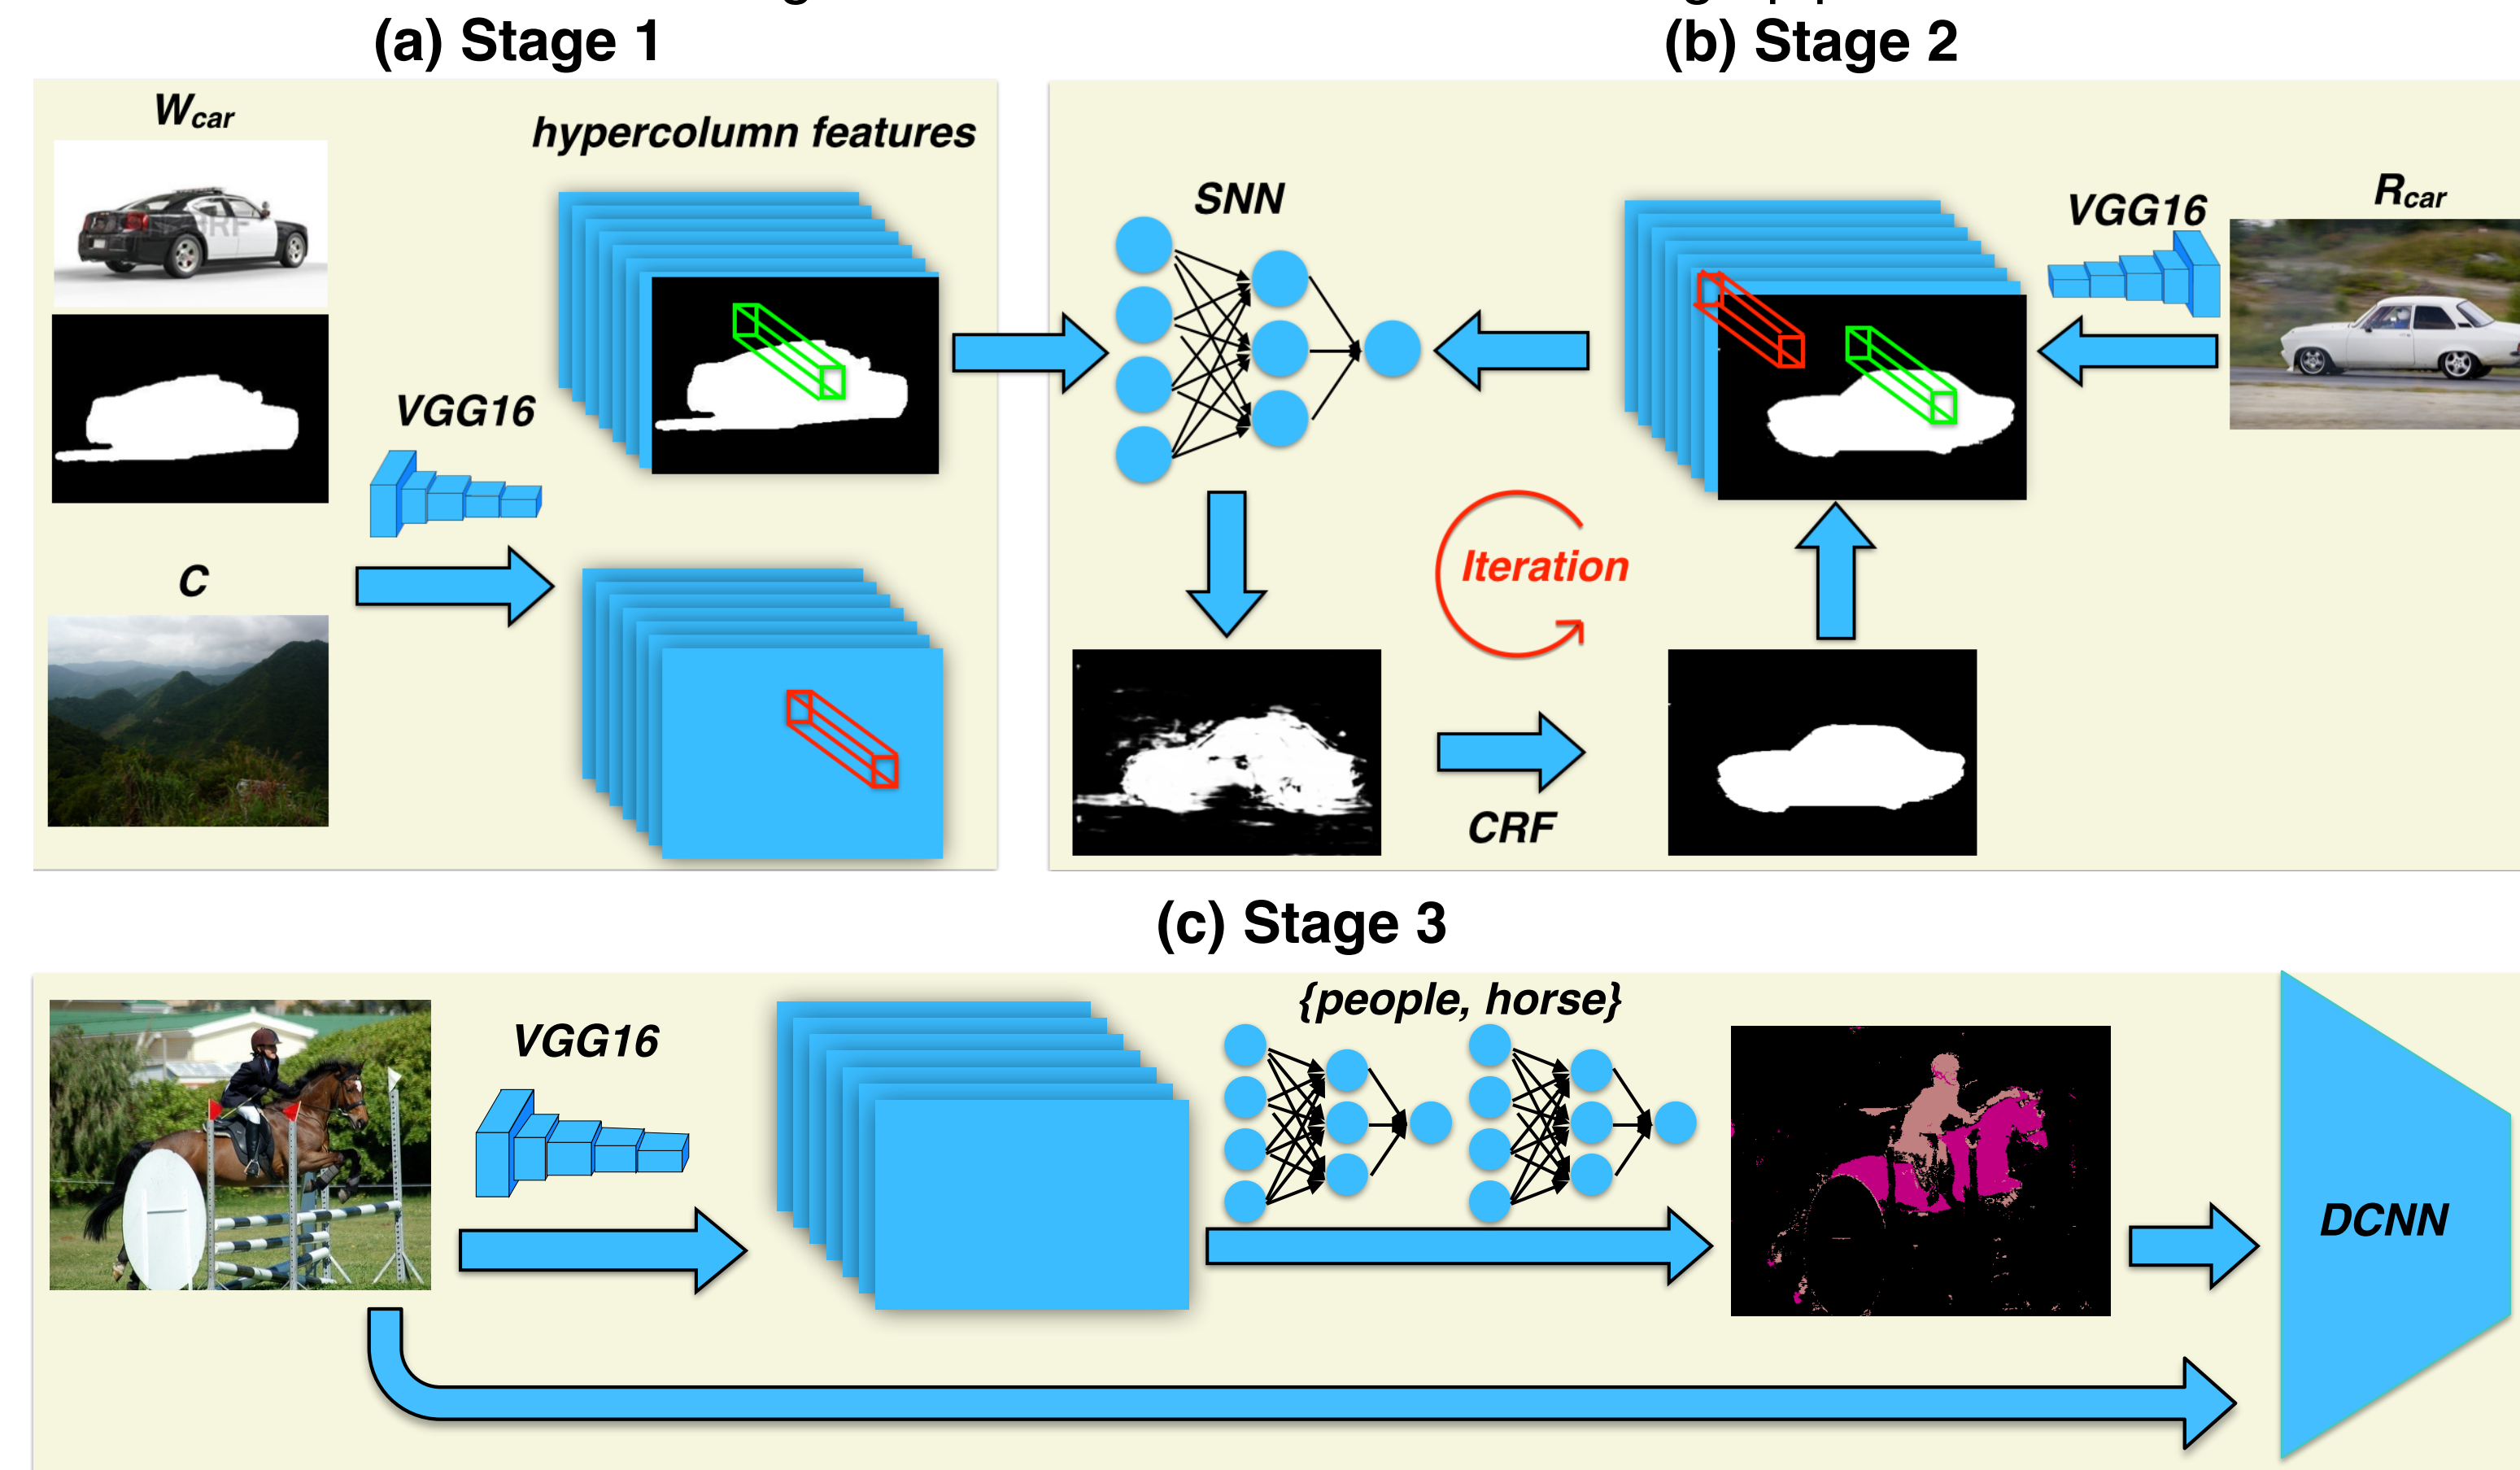 (a) Stage 1
(b) Stage 2
Wcar
hypercolumn features
SNN
VGG16
Rcar
VGG16
C
Iteration
CRF
(c) Stage 3
{people, horse}
VGG16
DCNN